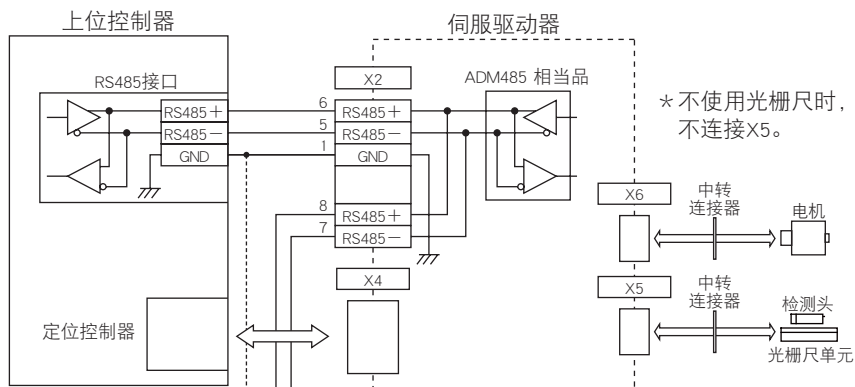 上位控制器
伺服驱动器
RS485接口
X2
ADM485 相当品
RS485＋
6
RS485＋
RS485－
5
RS485－
GND
1
GND
8
RS485＋
7
RS485－
X4
定位控制器
＊不使用光栅尺时，
不连接X5。
X6
中转
连接器
电机
X5
中转
连接器
检测头
光栅尺单元